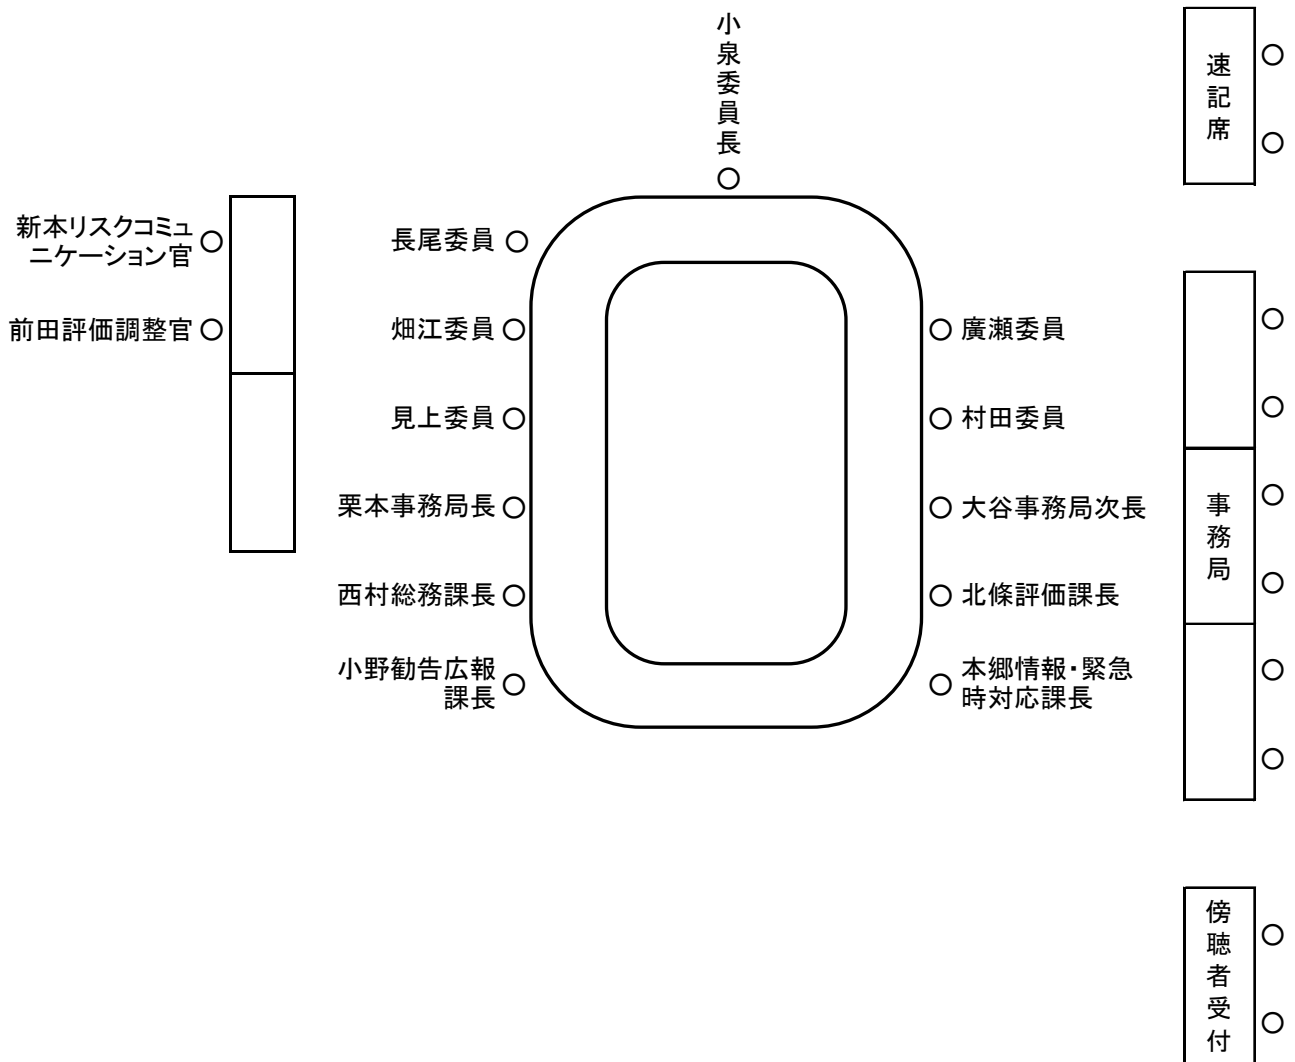 小泉委員長
速記席
新本リスクコミュ
ニケーション官
前田評価調整官
長尾委員
畑江委員
見上委員
栗本事務局長
西村総務課長
小野勧告広報
課長
廣瀬委員
村田委員
大谷事務局次長
北條評価課長
本郷情報・緊急
時対応課長
事務局
傍聴者受付